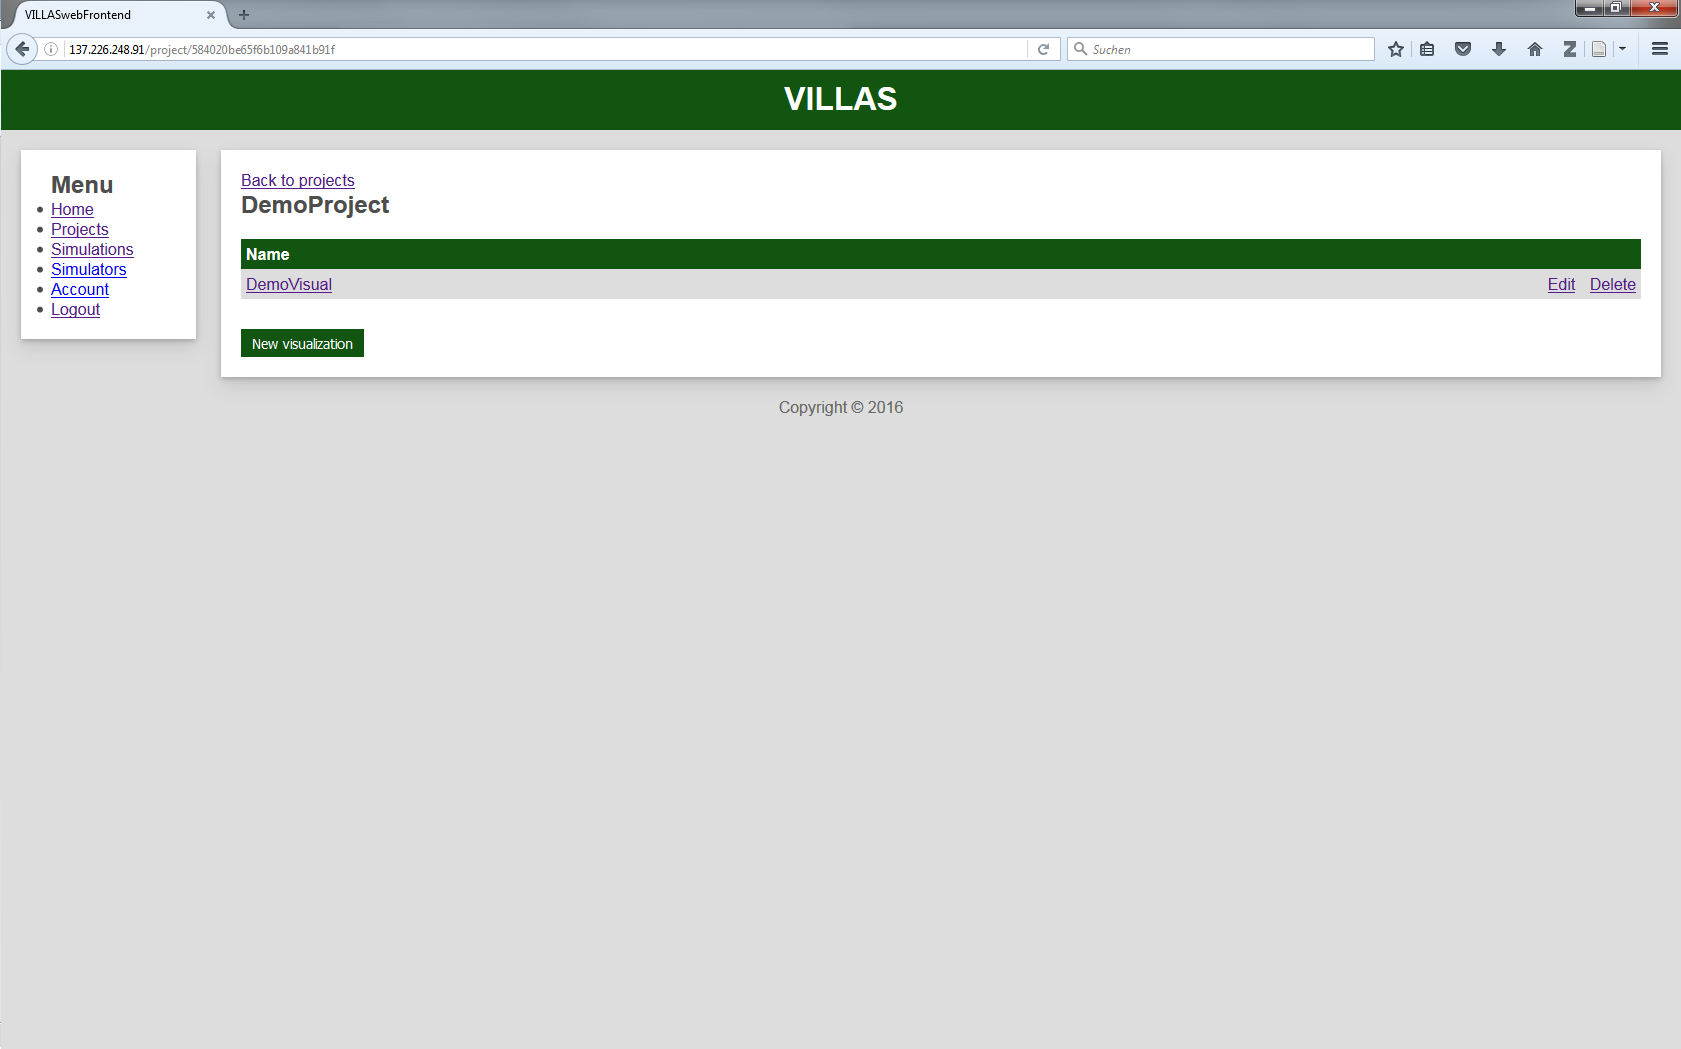 VILLASwebFrontend
137.226.248.91/project/584020be65f6b109a841b91f
Suchen
VILLAS
Menu
Home
Projects
Simulations
Simulators
Account
Logout
Back to projects
DemoProject
Name
DemoVisual Edit Delete
New visualization
Copyright © 2016